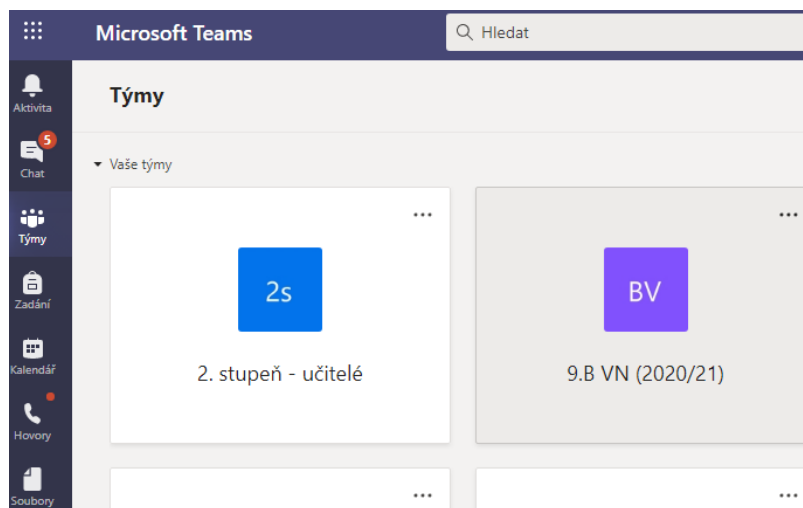 Microsoft Teams
Hledat
Aktivita
5
Chat
Týmy
Zadání
Kalendář
Hovory
Soubory
Týmy
Vaše týmy
2s
2. stupeň - učitelé
BV
9.B VN (2020/21)